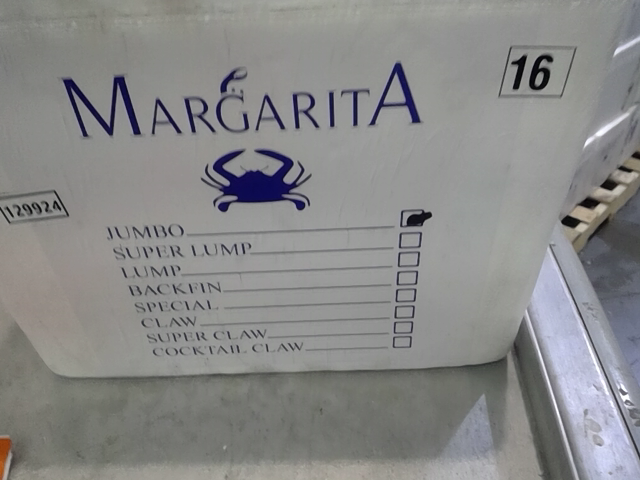 MARGARITA
16
129924
JUMBO
SUPER LUMP
LUMP
BACKFIN
SPECIAL
CLAW
SUPER CLAW
COCKTAIL CLAW